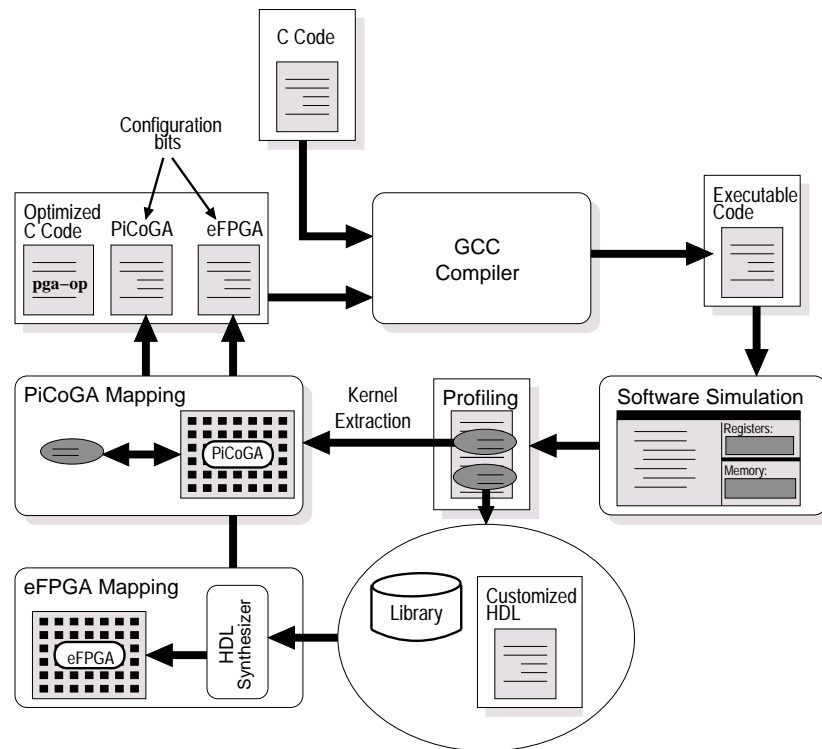 C Code
Configuration
bits
Optimized
C Code
PiCoGA
eFPGA
pga–op
GCC
Compiler
Executable
Code
PiCoGA Mapping
PiCoGA
Kernel
Extraction
Profiling
Software Simulation
Registers:
Memory:
eFPGA Mapping
eFPGA
HDL
Synthesizer
Library
Customized
HDL